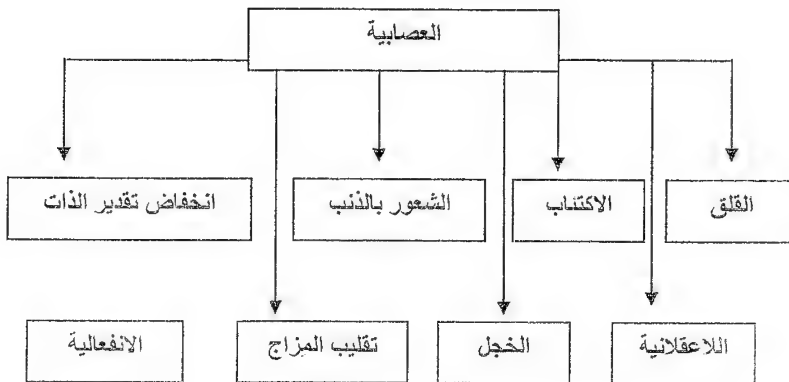 العصابية
القلق
الاكتئاب
الشعور بالذنب
انخفاض تقدير الذات
اللاعقلانية
الخجل
تقليب المزاج
الانفعالية